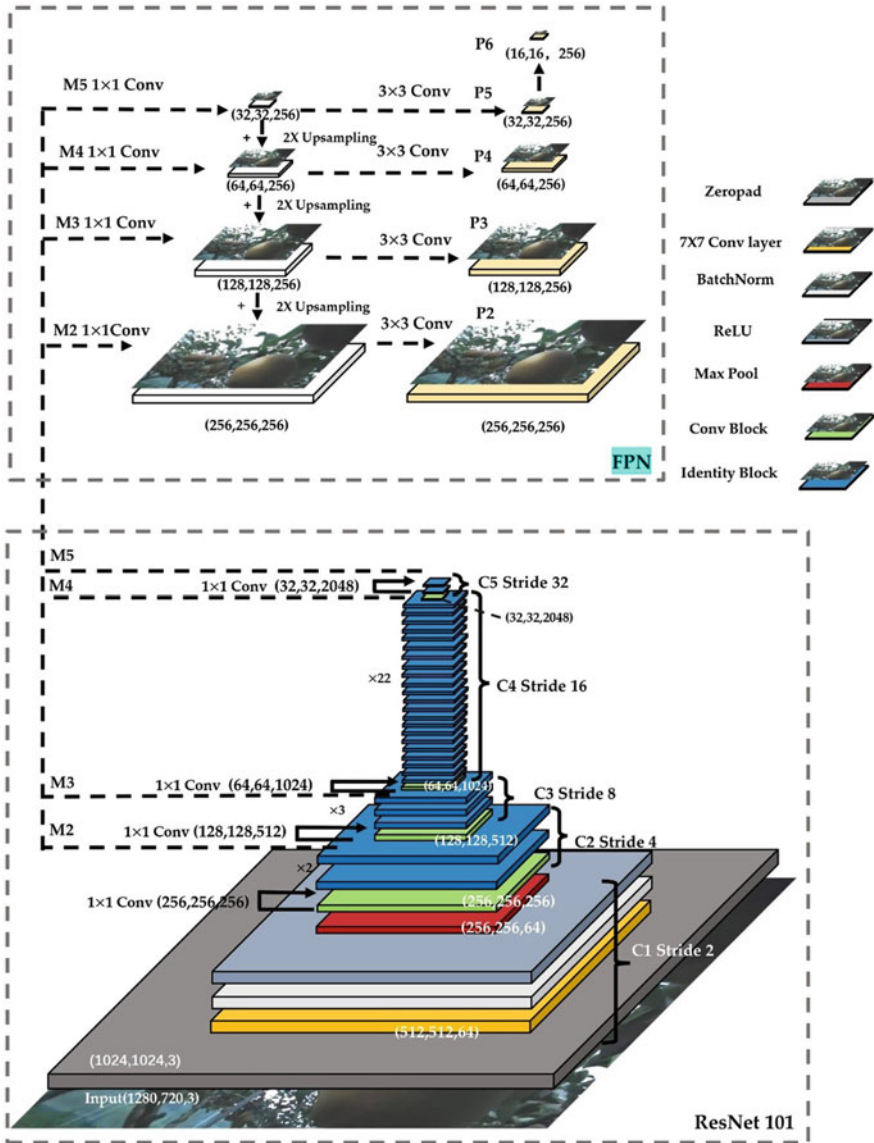 P6
(16,16, 256)
M5 1×1 Conv
3×3 Conv
P5
(32,32,256)
(32,32,256)
+ 2X Upsampling
M4 1×1 Conv
3×3 Conv
P4
(64,64,256)
(64,64,256)
+ 2X Upsampling
M3 1×1 Conv
3×3 Conv
P3
(128,128,256)
(128,128,256)
+ 2X Upsampling
M2 1×1Conv
3×3 Conv
P2
(256,256,256)
(256,256,256)
FPN
Zeropad
7X7 Conv layer
BatchNorm
ReLU
Max Pool
Conv Block
Identity Block
M5
M4
1×1 Conv (32,32,2048)
C5 Stride 32
(32,32,2048)
×22
C4 Stride 16
M3
1×1 Conv (64,64,1024)
(64,64,1024)
C3 Stride 8
×3
M2
1×1 Conv (128,128,512)
(128,128,512)
C2 Stride 4
×2
1×1 Conv (256,256,256)
(256,256,256)
(256,256,64)
C1 Stride 2
(512,512,64)
(1024,1024,3)
Input(1280,720,3)
ResNet 101